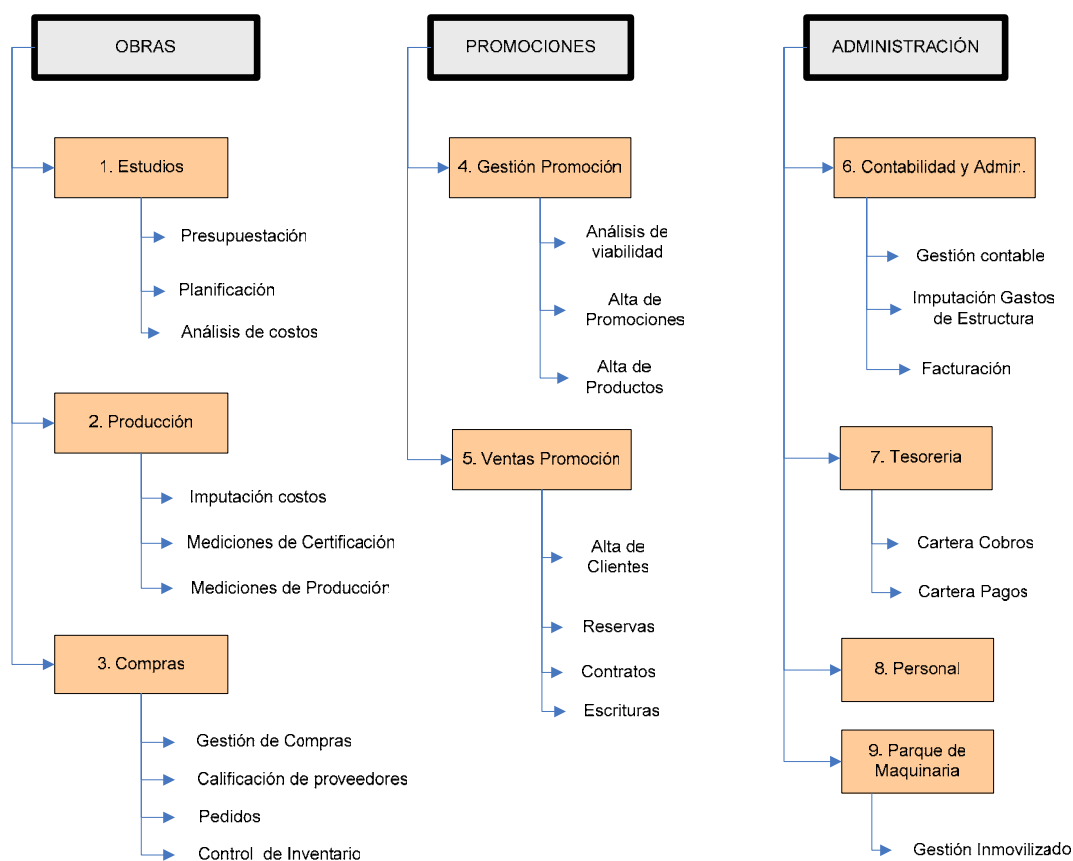 OBRAS
1. Estudios
Presupuestación
Planificación
Análisis de costos
2. Producción
Imputación costos
Mediciones de Certificación
Mediciones de Producción
3. Compras
Gestión de Compras
Calificación de proveedores
Pedidos
Control de Inventario
PROMOCIONES
4. Gestión Promoción
Análisis de
viabilidad
Alta de
Promociones
Alta de
Productos
5. Ventas Promoción
Alta de
Clientes
Reservas
Contratos
Escrituras
ADMINISTRACIÓN
6. Contabilidad y Admin.
Gestión contable
Imputación Gastos
de Estructura
Facturación
7. Tesoreria
Cartera Cobros
Cartera Pagos
8. Personal
9. Parque de
Maquinaria
Gestión Inmovilizado